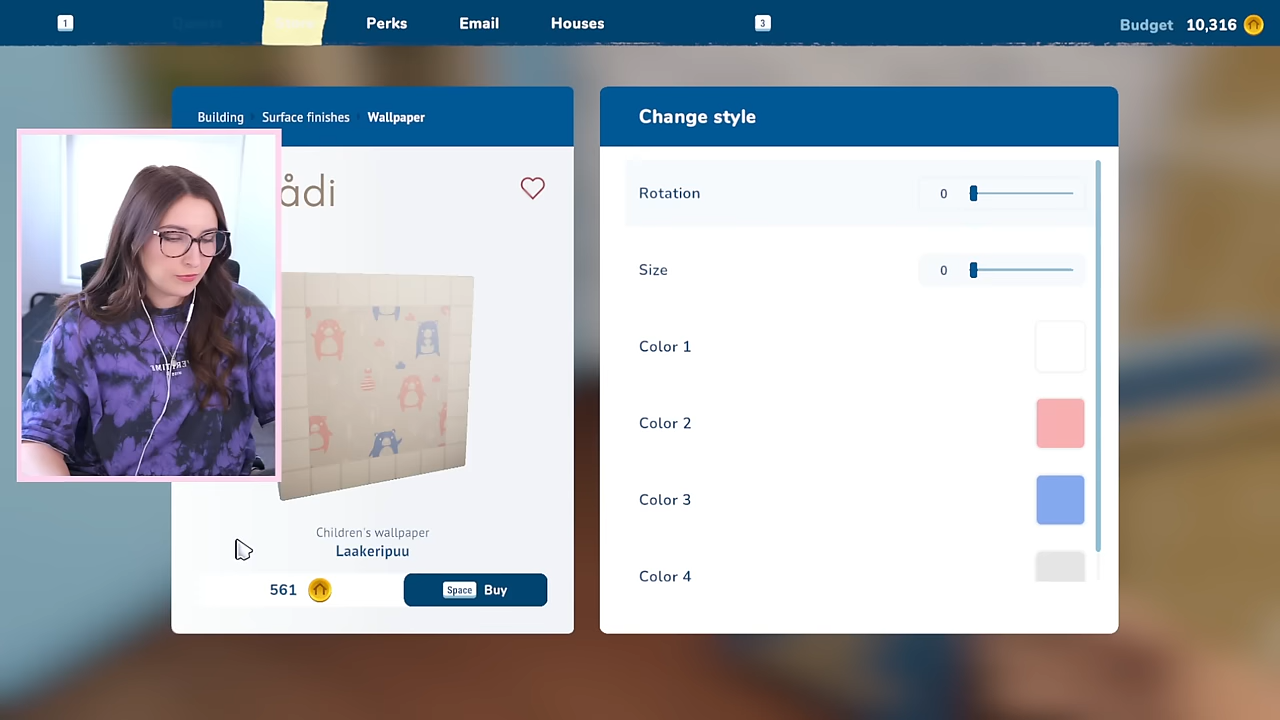 1
Perks
Email
Houses
3
Budget 10,316
Building
Surface finishes
Wallpaper
Change style
Rotation
0
Size
0
Color 1
Color 2
Color 3
Color 4
Children's wallpaper
Laakeripuu
561
Space Buy